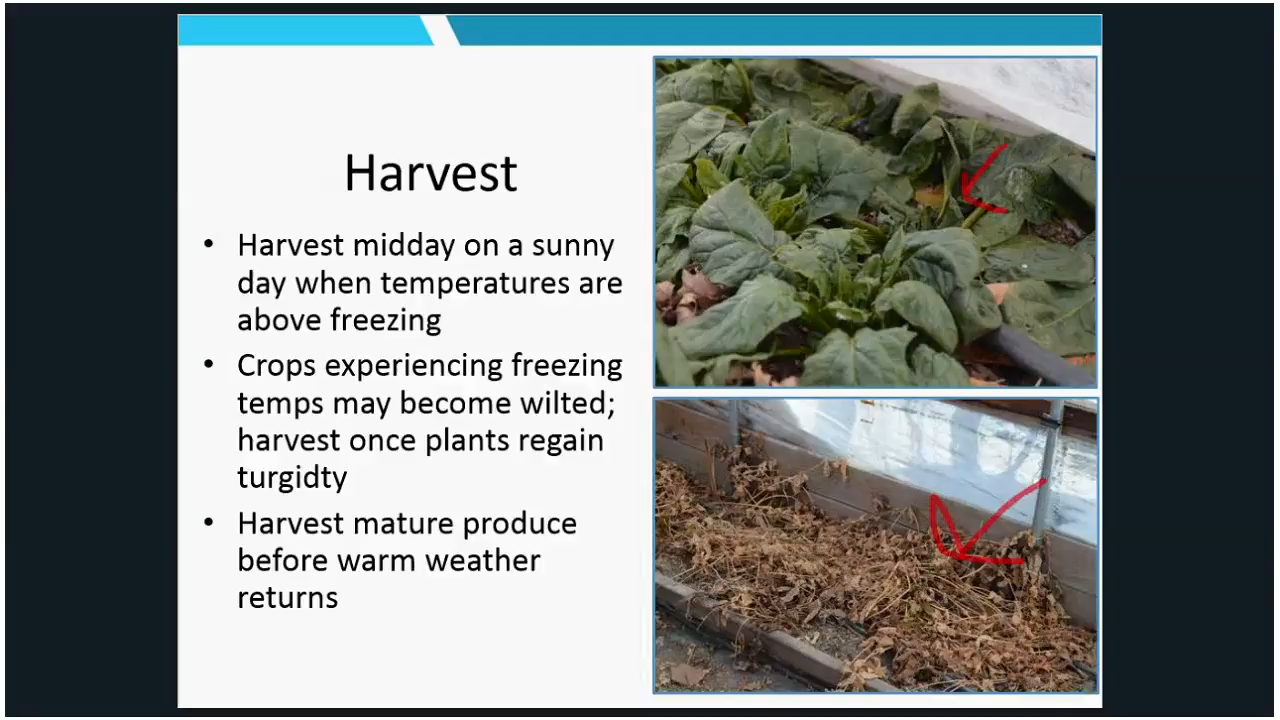 Harvest
• Harvest midday on a sunny
day when temperatures are
above freezing
• Crops experiencing freezing
temps may become wilted;
harvest once plants regain
turgidty
• Harvest mature produce
before warm weather
returns